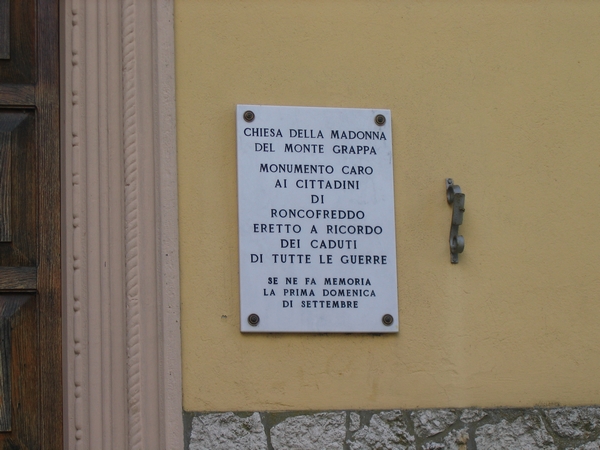 CHIESA DELLA MADONNA
DEL MONTE GRAPPA
MONUMENTO CARO
AI CITTADINI
DI
RONCOFREDDO
ERETTO A RICORDO
DEI CADUTI
DI TUTTE LE GUERRE
SE NE FA MEMORIA
LA PRIMA DOMENICA
DI SETTEMBRE